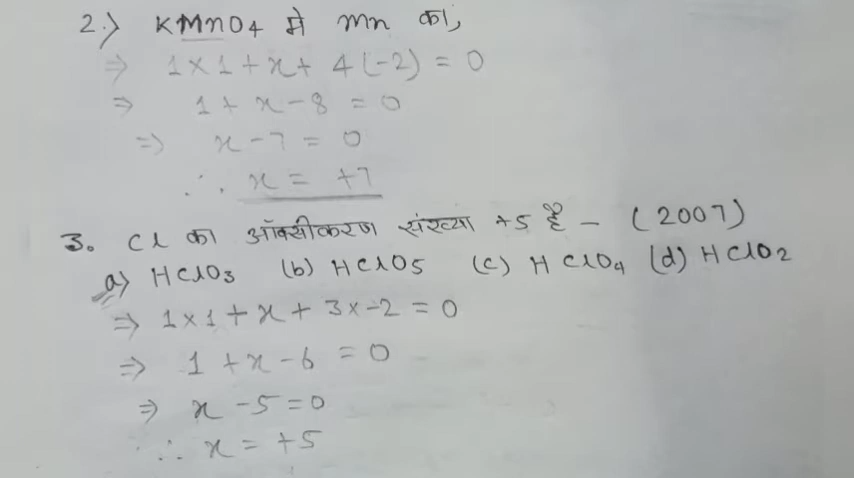 2.) KMnO4 मे Mn का,
⇒ 1×1+x+ 4(-2) = 0
⇒ 1+ x-8 = 0
⇒ x-7 = 0
∴ x = +7
3. Cl का ऑक्सीकरण संख्या +5 है - (2007)
a) HClO3 (b) HClO5 (c) HClO4 (d) HClO2
⇒ 1×1+x+ 3x-2 = 0
⇒ 1 +x-6 = 0
⇒ x-5=0
∴ x = +5